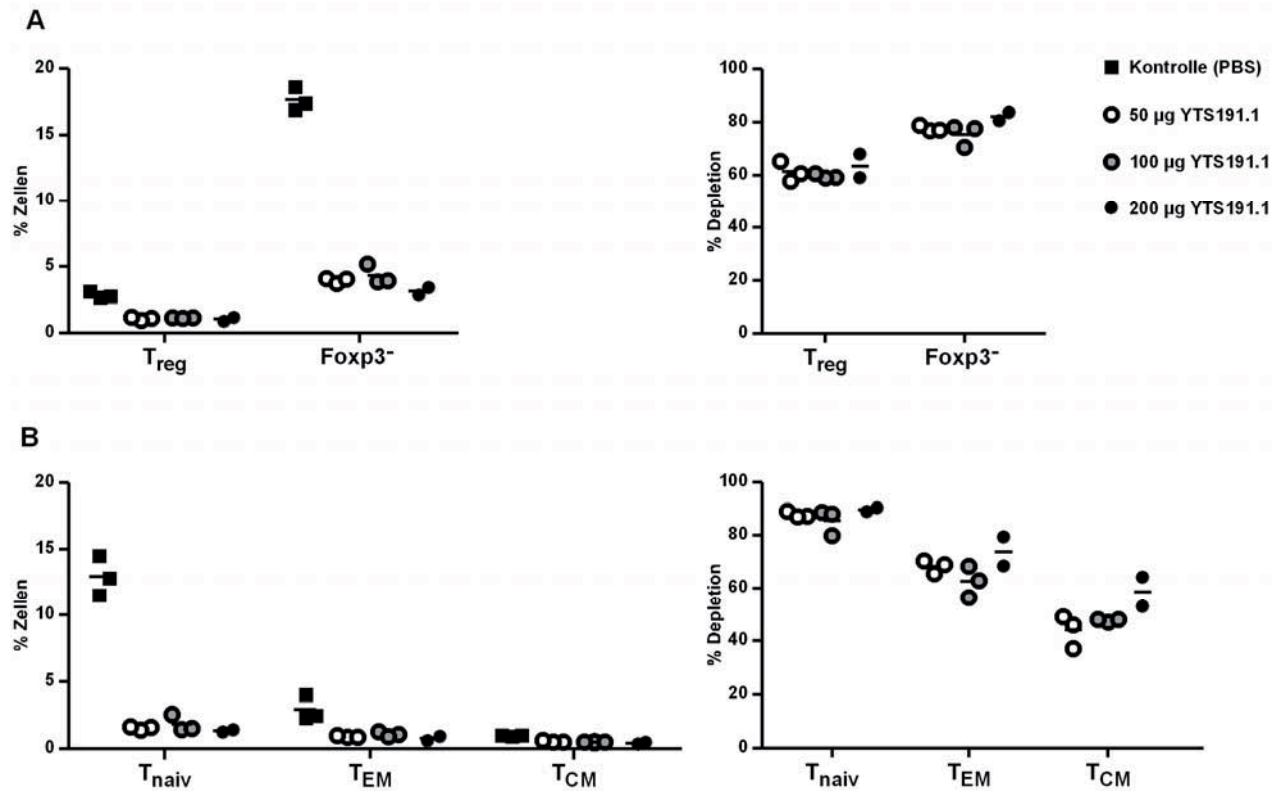 A
20
15
10
5
0
% Zellen
Treg
Foxp3-
100
80
60
40
20
0
% Depletion
Treg
Foxp3-
Kontrolle (PBS)
50 µg YTS191.1
100 µg YTS191.1
200 µg YTS191.1
B
20
15
10
5
0
% Zellen
Tnaiv
TEM
TCM
100
80
60
40
20
0
% Depletion
Tnaiv
TEM
TCM